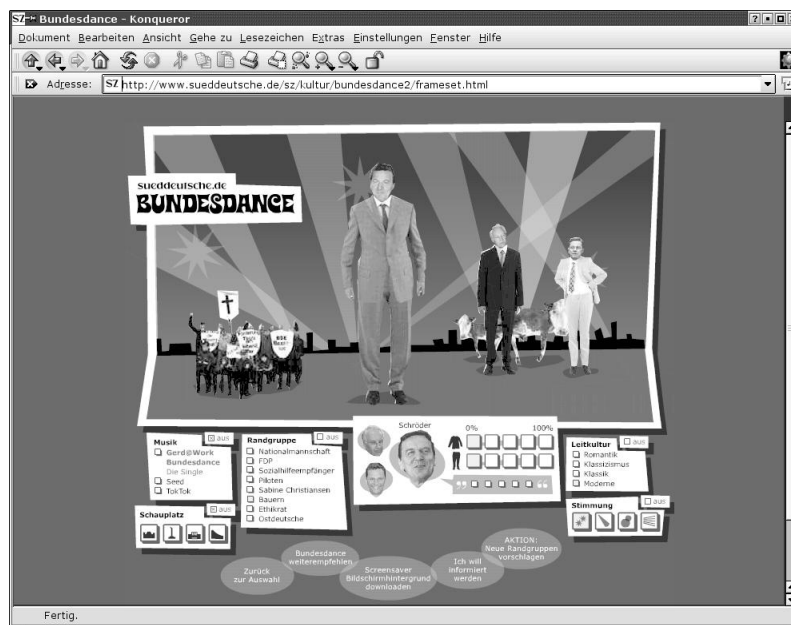 SZ Bundesdance - Konqueror
Dokument Bearbeiten Ansicht Gehe zu Lesezeichen Extras Einstellungen Fenster Hilfe
Adresse: SZ http://www.sueddeutsche.de/sz/kultur/bundesdance2/frameset.html
sueddeutsche.de
BUNDESDANCE
Musik
aus
Gerd@Work
Bundesdance
Die Single
Seed
TokTok
Schauplatz
aus
Randgruppe
aus
Nationalmannschaft
FDP
Sozialhilfeempfänger
Piloten
Sabine Christiansen
Bauern
Ethikrat
Ostdeutsche
Schröder
0% 100%
Leitkultur
aus
Romantik
Klassizismus
Klassik
Moderne
Stimmung
aus
Zurück
zur Auswahl
Bundesdance
weiterempfehlen
Screensaver
Bildschirmhintergrund
downloaden
Ich will
informiert
werden
AKTION:
Neue Randgruppen
vorschlagen
Fertig.